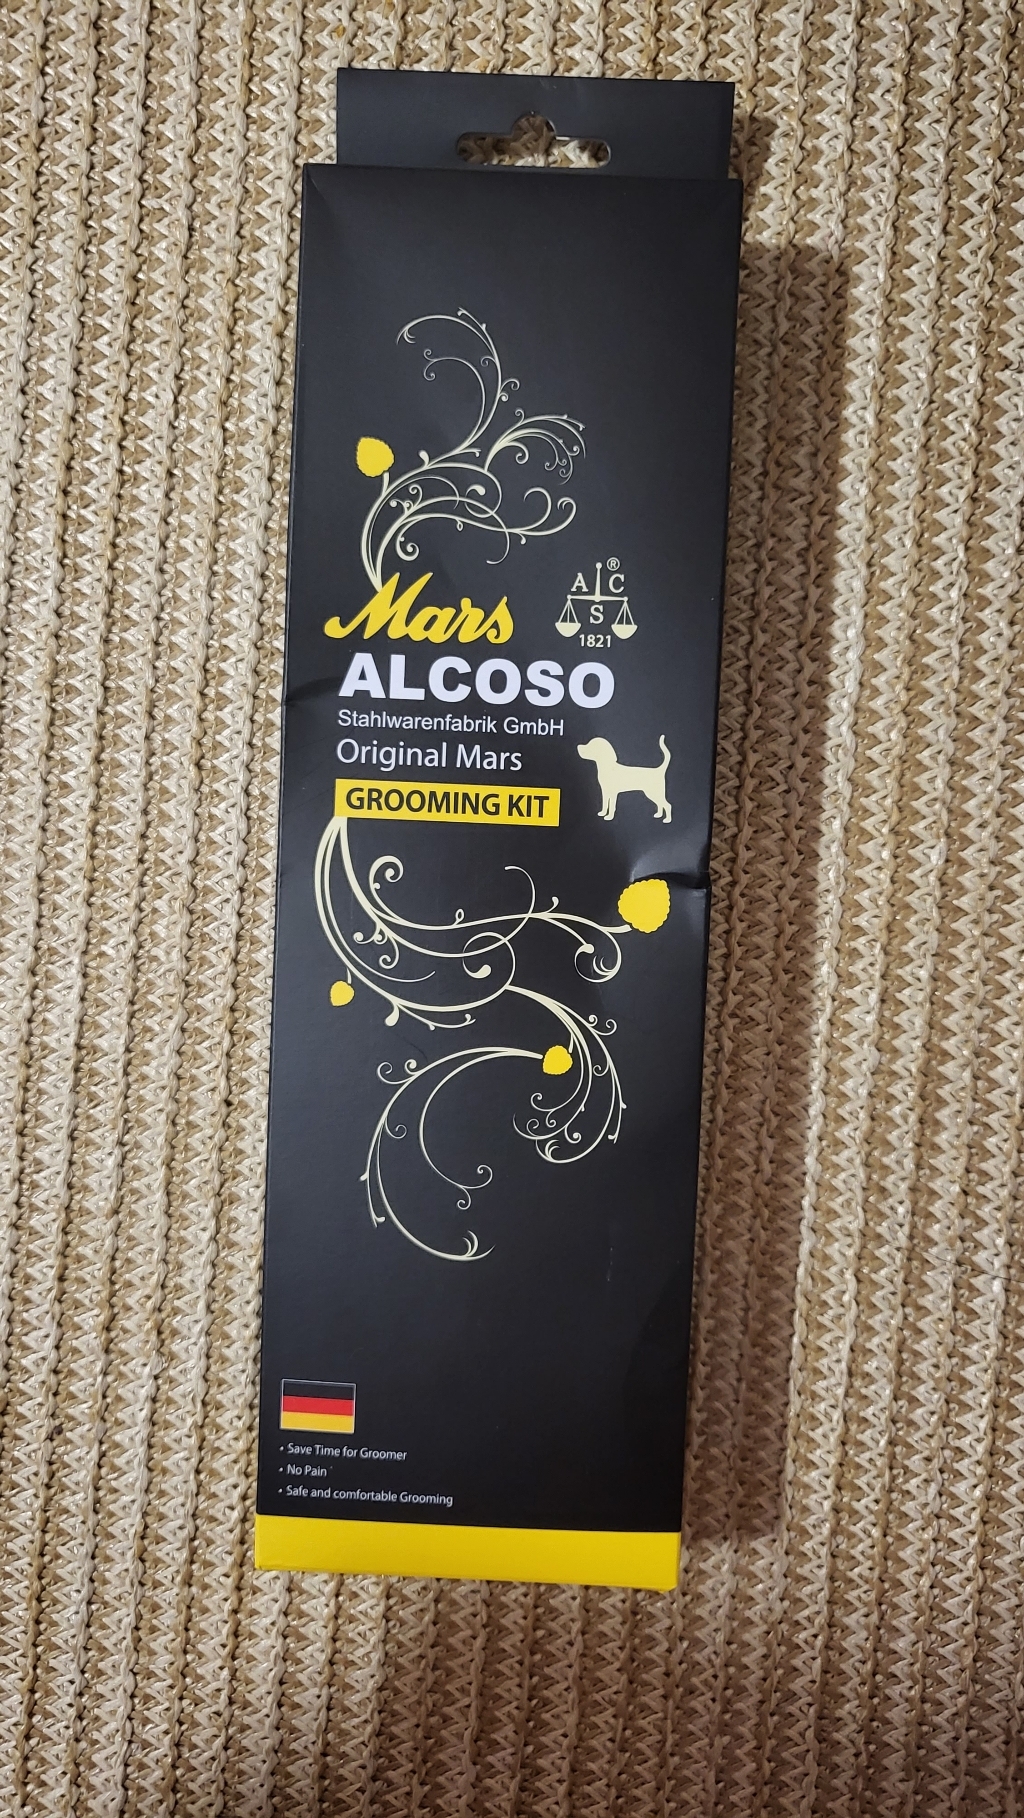 A C ®
S
1821
Mars
ALCOSO
Stahlwarenfabrik GmbH
Original Mars
GROOMING KIT
• Save Time for Groomer
• No Pain
• Safe and comfortable Grooming